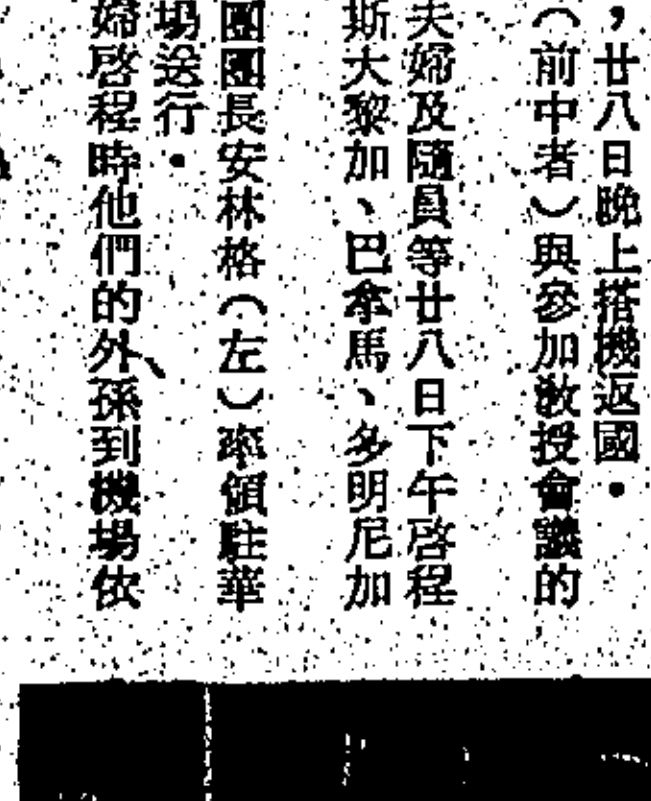 ，廿八日晚上搭機返國．
（前中者）與參加教授會議的
夫婦及隨員等廿八日下午啓程
斯大黎加、巴拿馬、多明尼加
團團長安林格（左）率領駐華
場送行．
婦啓程時他們的外孫到機場依